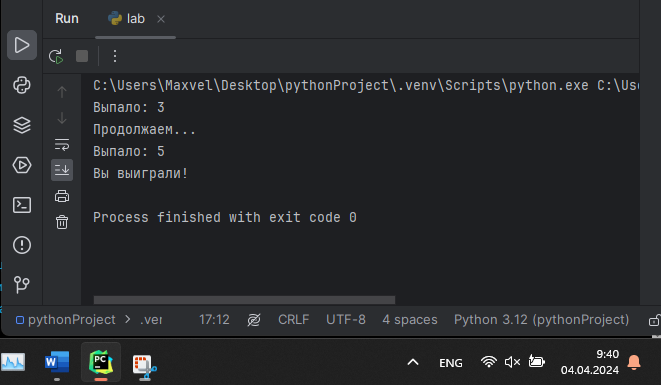 Run
lab
C:\Users\Maxvel\Desktop\pythonProject\.venv\Scripts\python.exe C:\Use
Выпало: 3
Продолжаем...
Выпало: 5
Вы выиграли!
Process finished with exit code 0
pythonProject > .ver 17:12 CRLF UTF-8 4 spaces Python 3.12 (pythonProject)
W PC ENG 9:40
04.04.2024